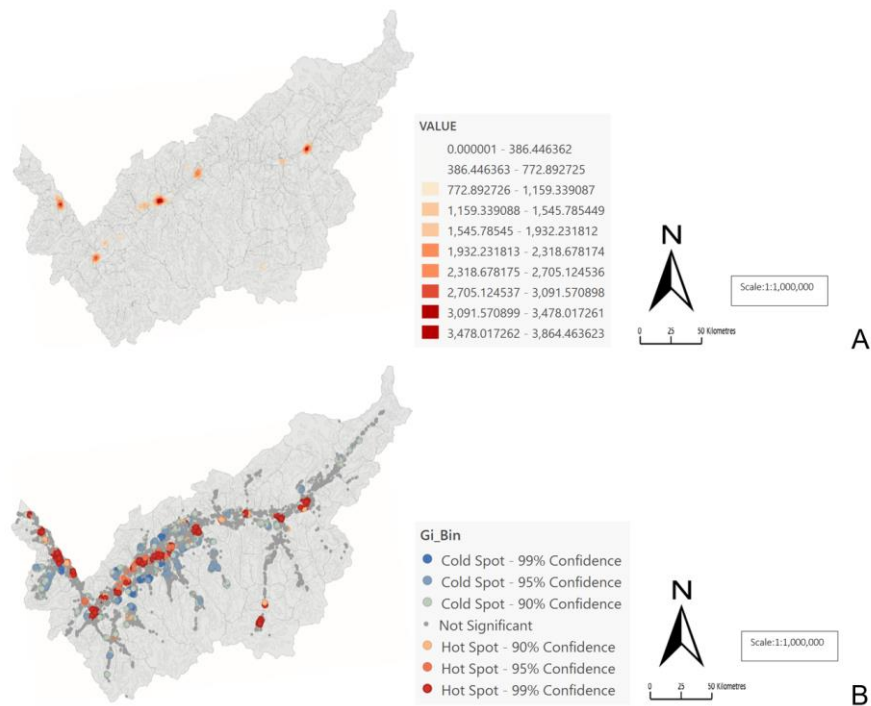 VALUE
0.000001 - 386.446362
386.446363 - 772.892725
772.892726 - 1,159.339087
1,159.339088 - 1,545.785449
1,545.78545 - 1,932.231812
1,932.231813 - 2,318.678174
2,318.678175 - 2,705.124536
2,705.124537 - 3,091.570898
3,091.570899 - 3,478.017261
3,478.017262 - 3,864.463623
N
Scale:1:1,000,000
0 25 50 Kilometres
A
Gi_Bin
Cold Spot - 99% Confidence
Cold Spot - 95% Confidence
Cold Spot - 90% Confidence
Not Significant
Hot Spot - 90% Confidence
Hot Spot - 95% Confidence
Hot Spot - 99% Confidence
N
Scale:1:1,000,000
0 25 50 Kilometres
B